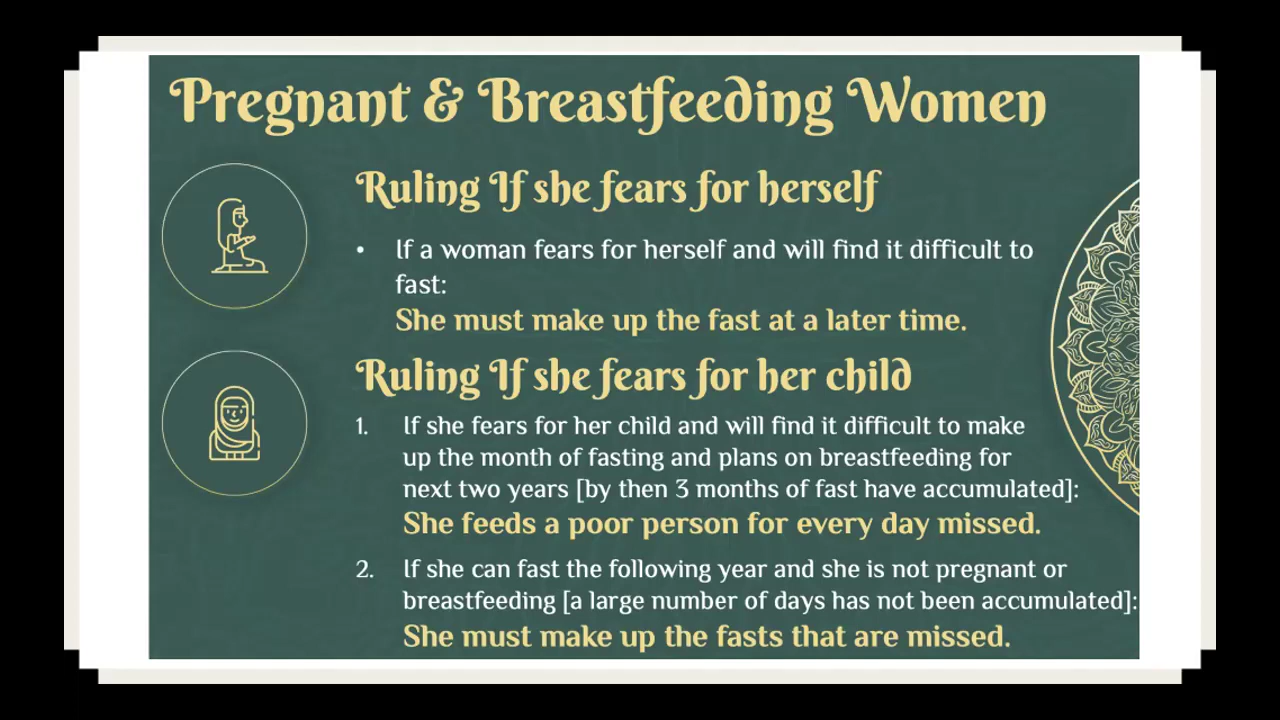 Pregnant & Breastfeeding Women
Ruling If she fears for herself
• If a woman fears for herself and will find it difficult to
fast:
She must make up the fast at a later time.
Ruling If she fears for her child
1. If she fears for her child and will find it difficult to make
up the month of fasting and plans on breastfeeding for
next two years [by then 3 months of fast have accumulated]:
She feeds a poor person for every day missed.
2. If she can fast the following year and she is not pregnant or
breastfeeding [a large number of days has not been accumulated]:
She must make up the fasts that are missed.